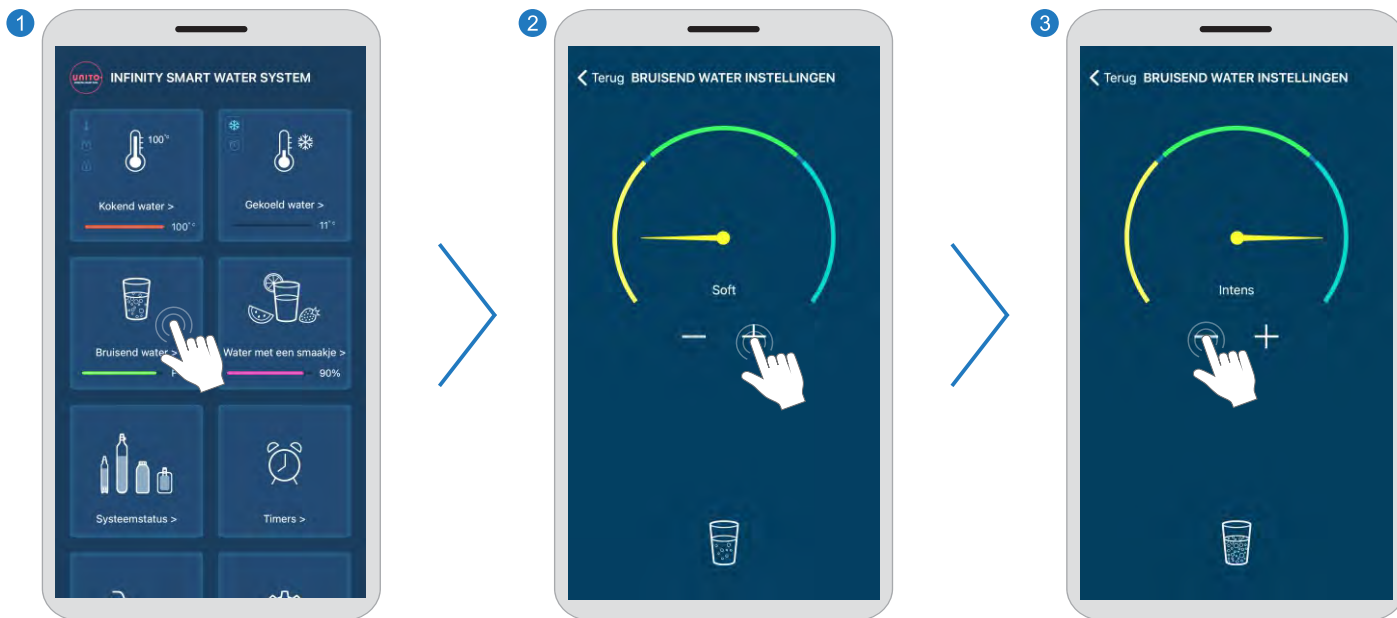 1
UNITO
INFINITY SMART WATER SYSTEM
100°c
Kokend water >
100°c
Gekoeld water >
11°c
Bruisend water >
Water met een smaakje >
90%
Systeemstatus >
Timers >
2
Terug BRUISEND WATER INSTELLINGEN
Soft
3
Terug BRUISEND WATER INSTELLINGEN
Intens